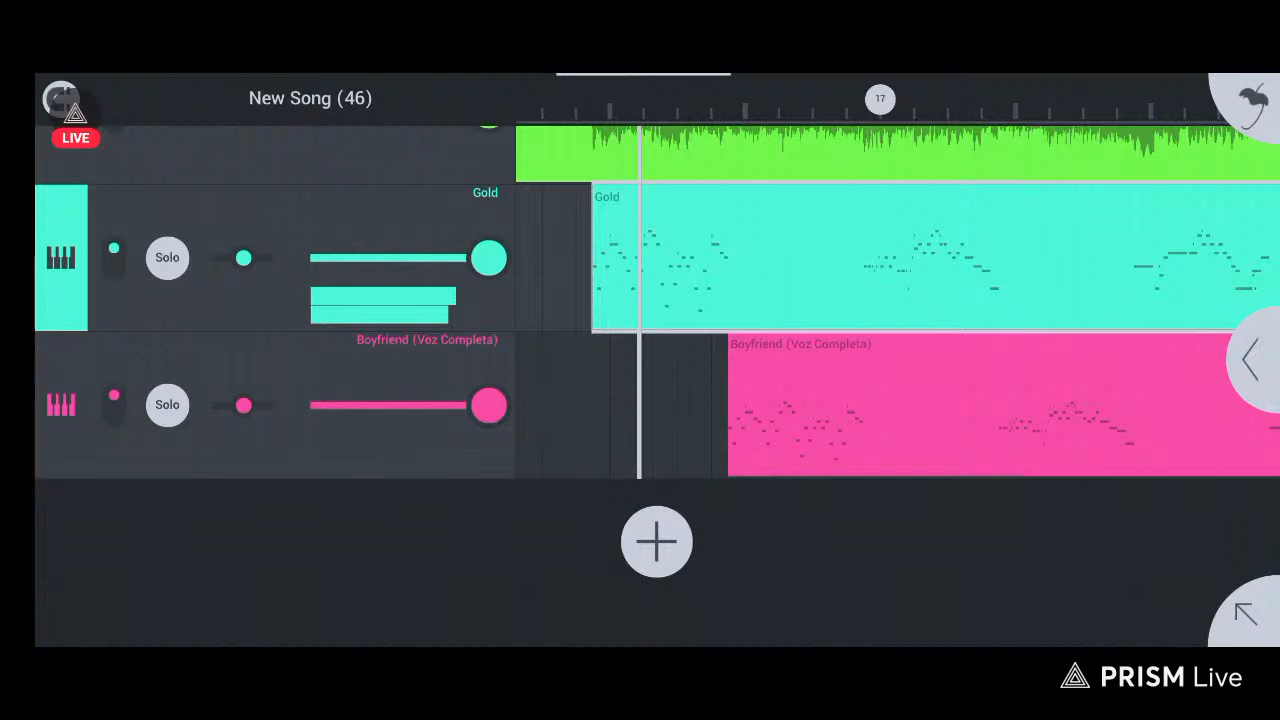 New Song (46)
17
LIVE
Gold
Gold
Solo
Boyfriend (Voz Completa)
Boyfriend (Voz Completa)
Solo
PRISM Live